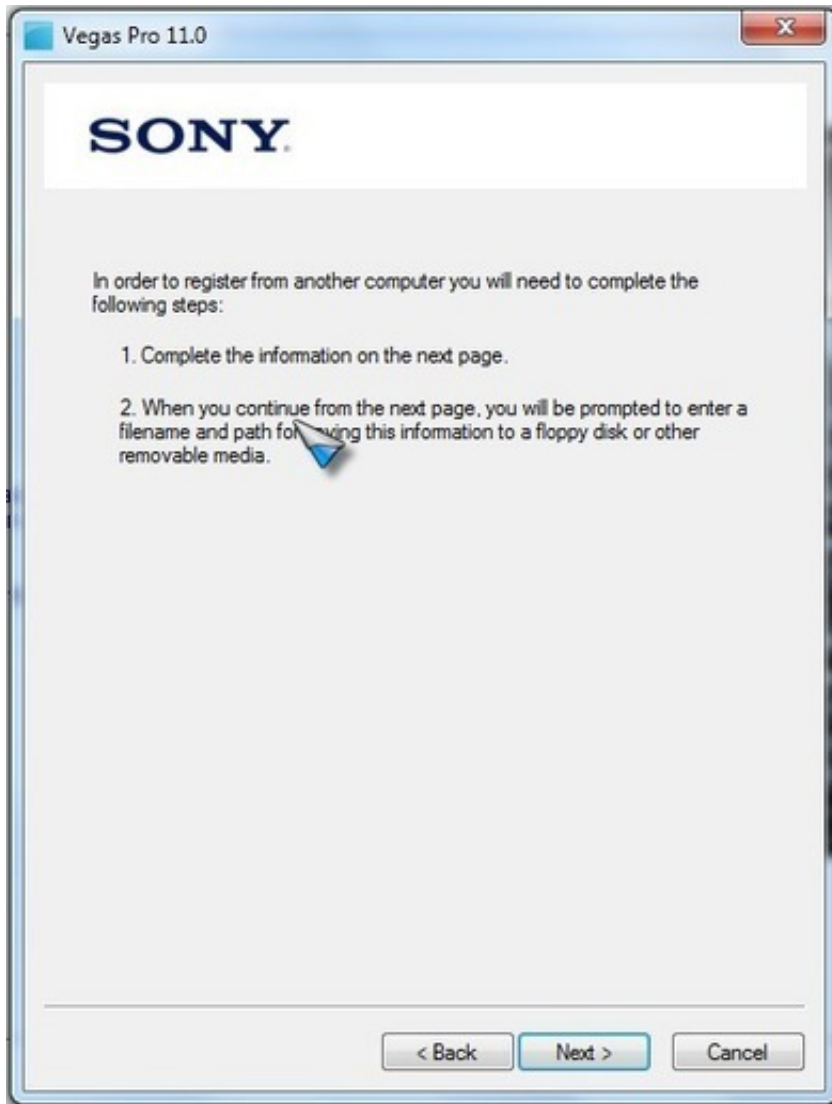 Vegas Pro 11.0
SONY
In order to register from another computer you will need to complete the
following steps:
1. Complete the information on the next page.
2. When you continue from the next page, you will be prompted to enter a
filename and path for saving this information to a floppy disk or other
removable media.
< Back
Next >
Cancel